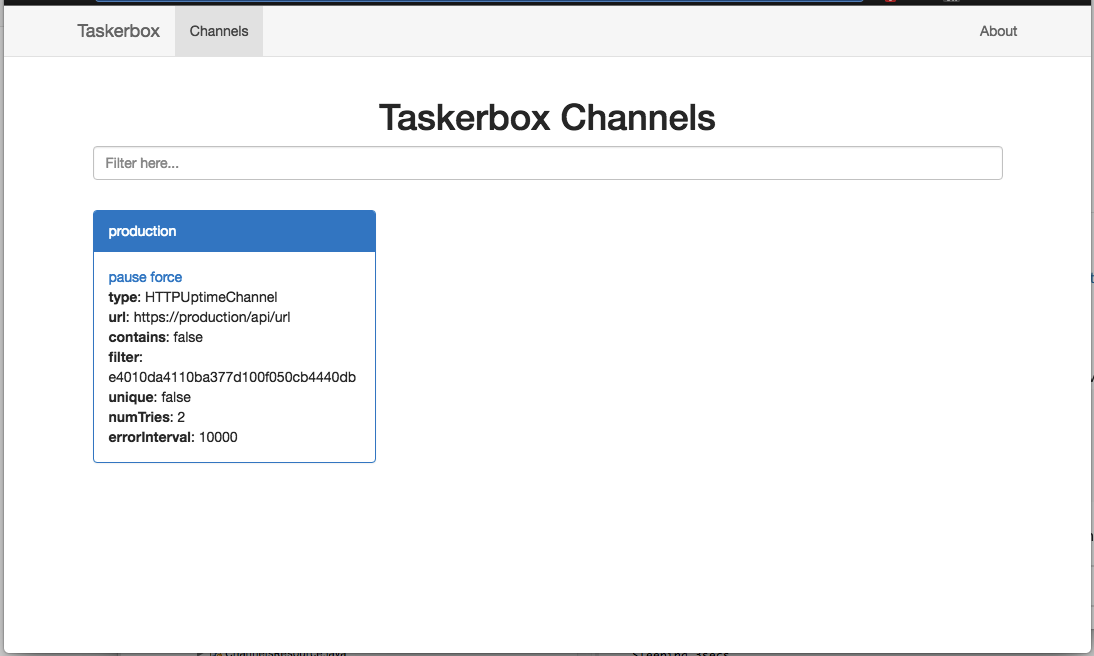 Taskerbox Channels About
Taskerbox Channels
Filter here...
production
pause force
type: HTTPUptimeChannel
url: https://production/api/url
contains: false
filter:
e4010da4110ba377d100f050cb4440db
unique: false
numTries: 2
errorInterval: 10000